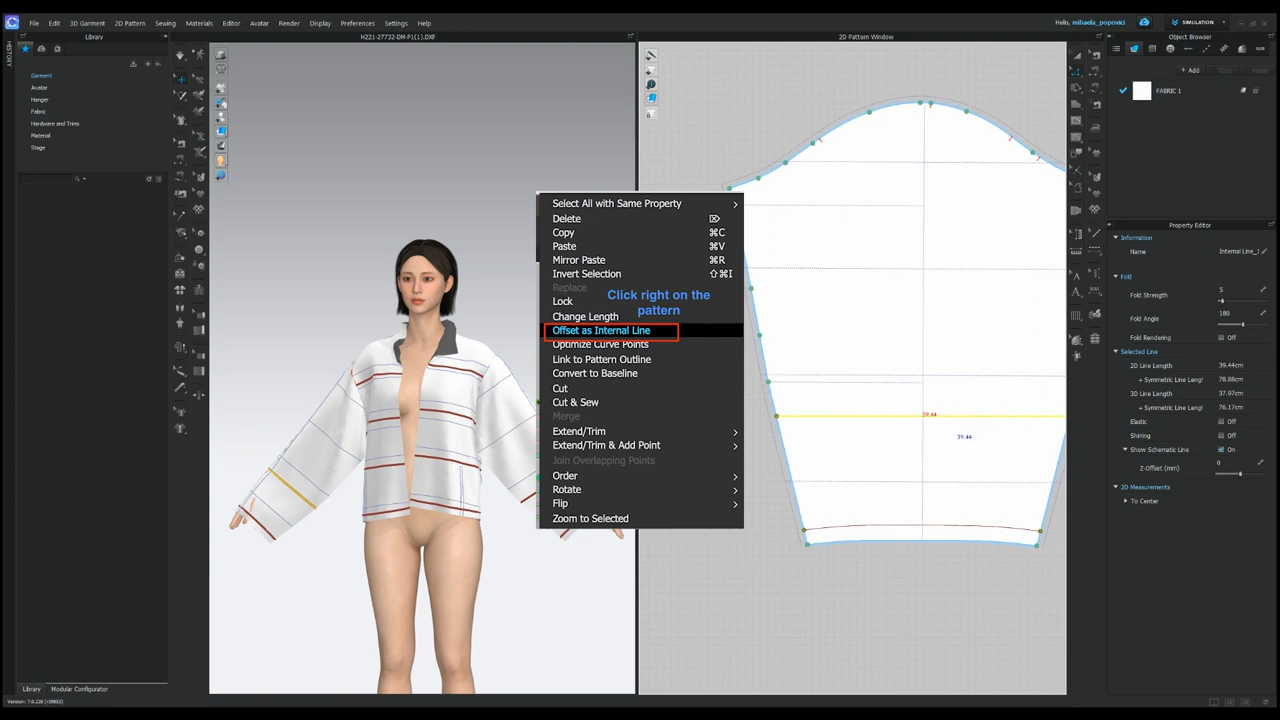 File Edit 3D Garment 2D Pattern Sewing Materials Editor Avatar Render Display Preferences Settings Help
Hello, mihaela_popovici
SIMULATION
Library
H221-27732-DM-P1(1).DXF
2D Pattern Window
Object Browser
HISTORY
Garment
Avatar
Hanger
Fabric
Hardware and Trims
Material
Stage
+ Add
FABRIC 1
Select All with Same Property
Delete
Copy ⌘C
Paste ⌘V
Mirror Paste ⌘R
Invert Selection ⇧⌘I
Replace
Lock
Click right on the
pattern
Change Length
Offset as Internal Line
Optimize Curve Points
Link to Pattern Outline
Convert to Baseline
Cut
Cut & Sew
Merge
Extend/Trim
Extend/Trim & Add Point
Join Overlapping Points
Order
Rotate
Flip
Zoom to Selected
39.44
39.44
Property Editor
Information
Name Internal Line_1
Fold
Fold Strength 5
Fold Angle 180
Fold Rendering Off
Selected Line
2D Line Length 39.44cm
+ Symmetric Line Lengt 78.88cm
3D Line Length 37.97cm
+ Symmetric Line Lengt 76.17cm
Elastic Off
Shining Off
Show Schematic Line On
Z-Offset (mm) 0
2D Measurements
To Center
Library Modular Configurator